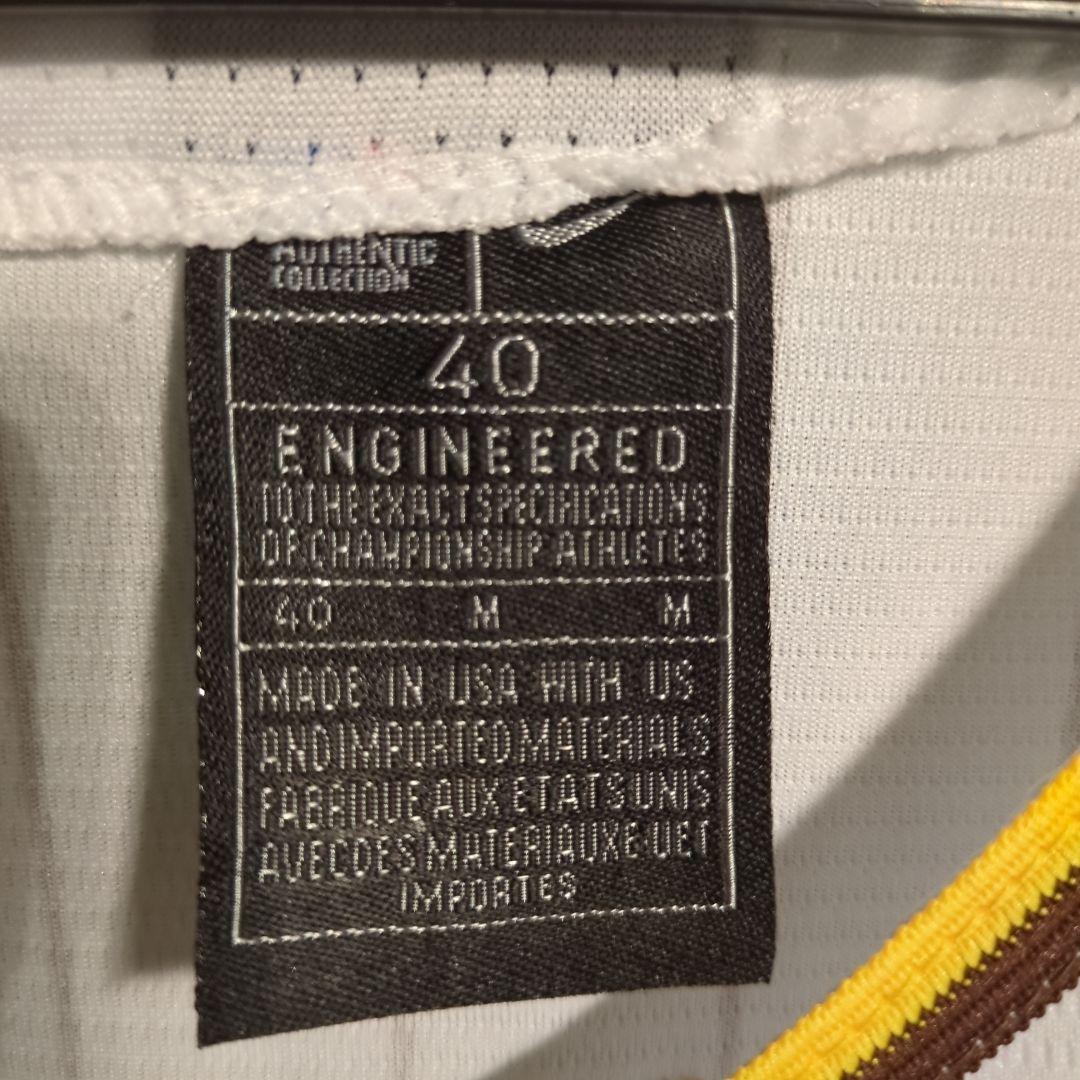 AUTHENTIC
COLLECTION
40
ENGINEERED
TO THE EXACT SPECIFICATIONS
OF CHAMPIONSHIP ATHLETES
40 M M
MADE IN USA WITH US
AND IMPORTED MATERIALS
FABRIQUE AUX ETATS UNIS
AVEC DES MATERIAUX E-U ET
IMPORTES